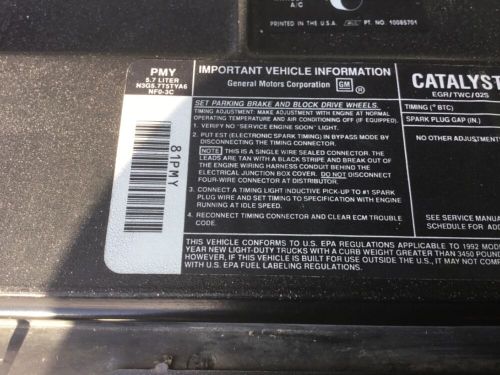 A/C
PRINTED IN THE U.S.A.
PT. NO. 10085701
PMY
5.7 LITER
N3G5.7T5TYA6
NF0-3C
81PMY
IMPORTANT VEHICLE INFORMATION
General Motors Corporation GM ®
SET PARKING BRAKE AND BLOCK DRIVE WHEELS.
TIMING ADJUSTMENT: MAKE ADJUSTMENT WITH ENGINE AT NORMAL
OPERATING TEMPERATURE AND AIR CONDITIONING OFF (IF EQUIPPED).
1. VERIFY NO "SERVICE ENGINE SOON" LIGHT.
2. PUT EST (ELECTRONIC SPARK TIMING) IN BYPASS MODE BY
DISCONNECTING THE TIMING CONNECTOR.
NOTE THIS IS A SINGLE WIRE SEALED CONNECTOR. THE
LEADS ARE TAN WITH A BLACK STRIPE AND BREAK OUT OF
THE ENGINE WIRING HARNESS CONDUIT BEHIND THE
ELECTRICAL JUNCTION BOX COVER. DO NOT DISCONNECT
FOUR-WIRE CONNECTOR AT DISTRIBUTOR.
3. CONNECT A TIMING LIGHT INDUCTIVE PICK-UP TO #1 SPARK
PLUG WIRE AND SET TIMING TO SPECIFICATION WITH ENGINE
RUNNING AT IDLE SPEED.
4. RECONNECT TIMING CONNECTOR AND CLEAR ECM TROUBLE
CODE.
CATALYST
EGR/TWC/O2S
TIMING (° BTC)
SPARK PLUG GAP (IN.)
NO OTHER ADJUSTMENT
SEE SERVICE MANUA
SCHEDULE FOR ADD
THIS VEHICLE CONFORMS TO U.S. EPA REGULATIONS APPLICABLE TO 1992 MOD
YEAR NEW LIGHT-DUTY TRUCKS WITH A CURB WEIGHT GREATER THAN 3450 POUND
HOWEVER, IF THIS VEHICLE IS BUILT FOR USE OUTSIDE THE U.S., IT MAY NOT COMP
WITH U.S. EPA FUEL LABELING REGULATIONS.